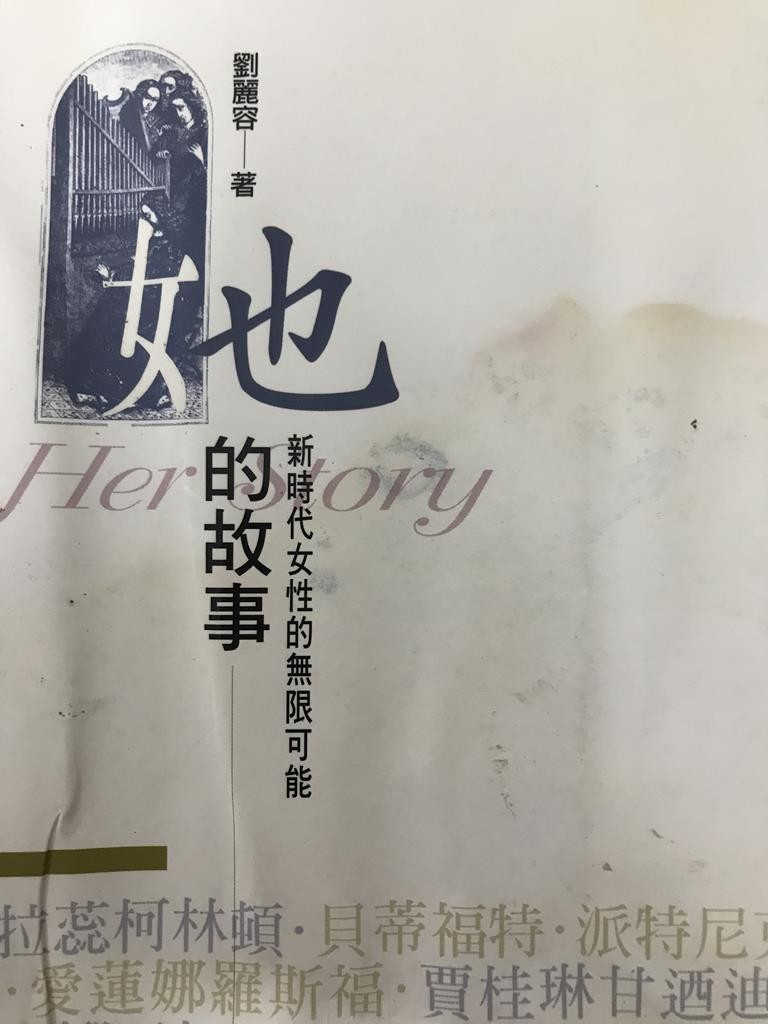 劉麗容—著
她
的故事
Her Story
新時代女性的無限可能
拉蕊柯林頓·貝蒂福特·派特尼
·愛蓮娜羅斯福·賈桂琳甘迺迪